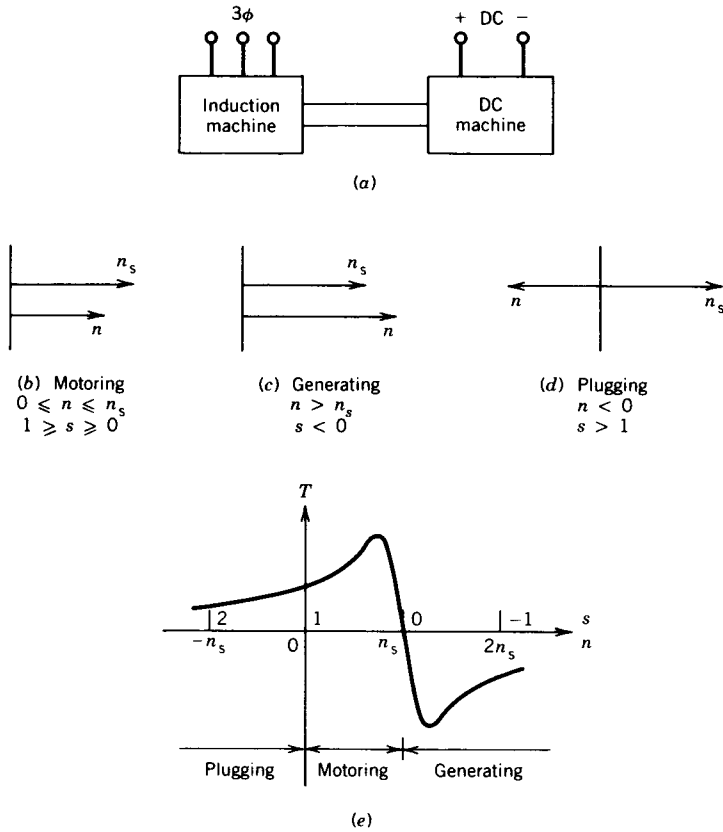 3ϕ
+ DC −
Induction
machine
DC
machine
(a)
n_s
n
n_s
n
n
n_s
(b) Motoring
0 ⩽ n ⩽ n_s
1 ⩾ s ⩾ 0
(c) Generating
n > n_s
s < 0
(d) Plugging
n < 0
s > 1
T
2 1 0 −1 s
−n_s 0 n_s 2n_s n
Plugging Motoring Generating
(e)